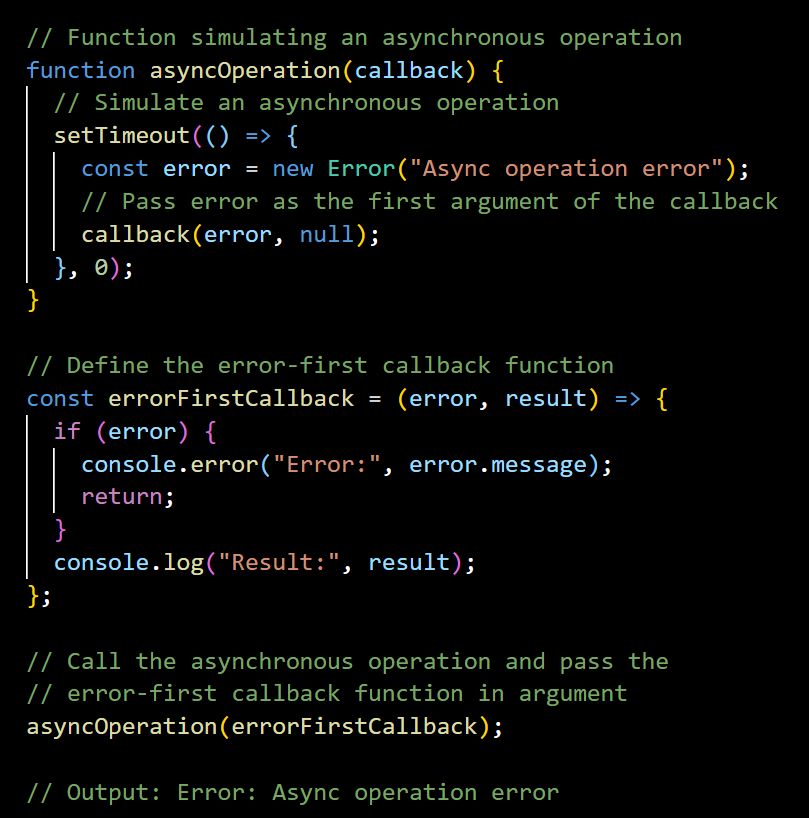 // Function simulating an asynchronous operation
function asyncOperation(callback) {
  // Simulate an asynchronous operation
  setTimeout(() => {
    const error = new Error("Async operation error");
    // Pass error as the first argument of the callback
    callback(error, null);
  }, 0);
}

// Define the error-first callback function
const errorFirstCallback = (error, result) => {
  if (error) {
    console.error("Error:", error.message);
    return;
  }
  console.log("Result:", result);
};

// Call the asynchronous operation and pass the
// error-first callback function in argument
asyncOperation(errorFirstCallback);

// Output: Error: Async operation error